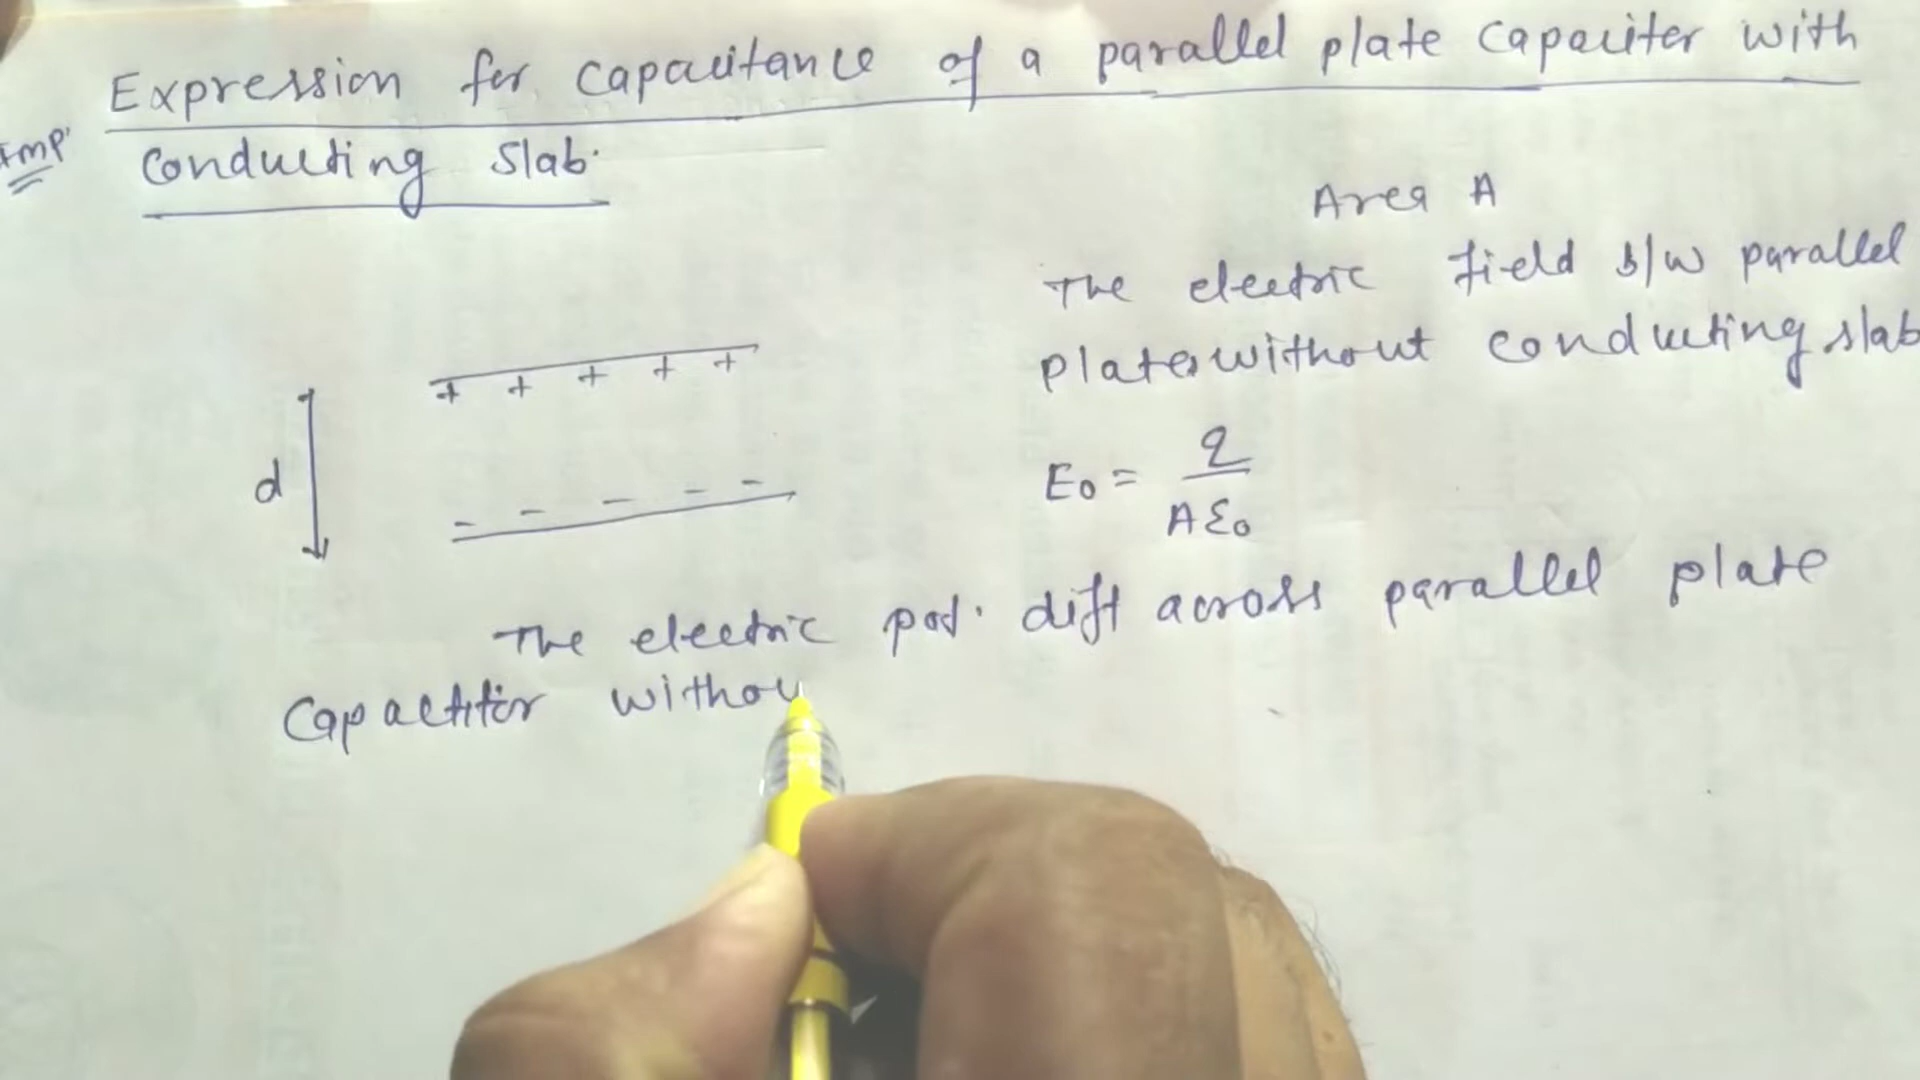 Expression for capacitance of a parallel plate capaciter with
Imp. conducting slab.
Area A
The electric field b/w parallel
plates without conducting slab
+ + + + +
d
- - - - -
E₀ = q / Aε₀
The electric pot. diff across parallel plate
capacitor withou